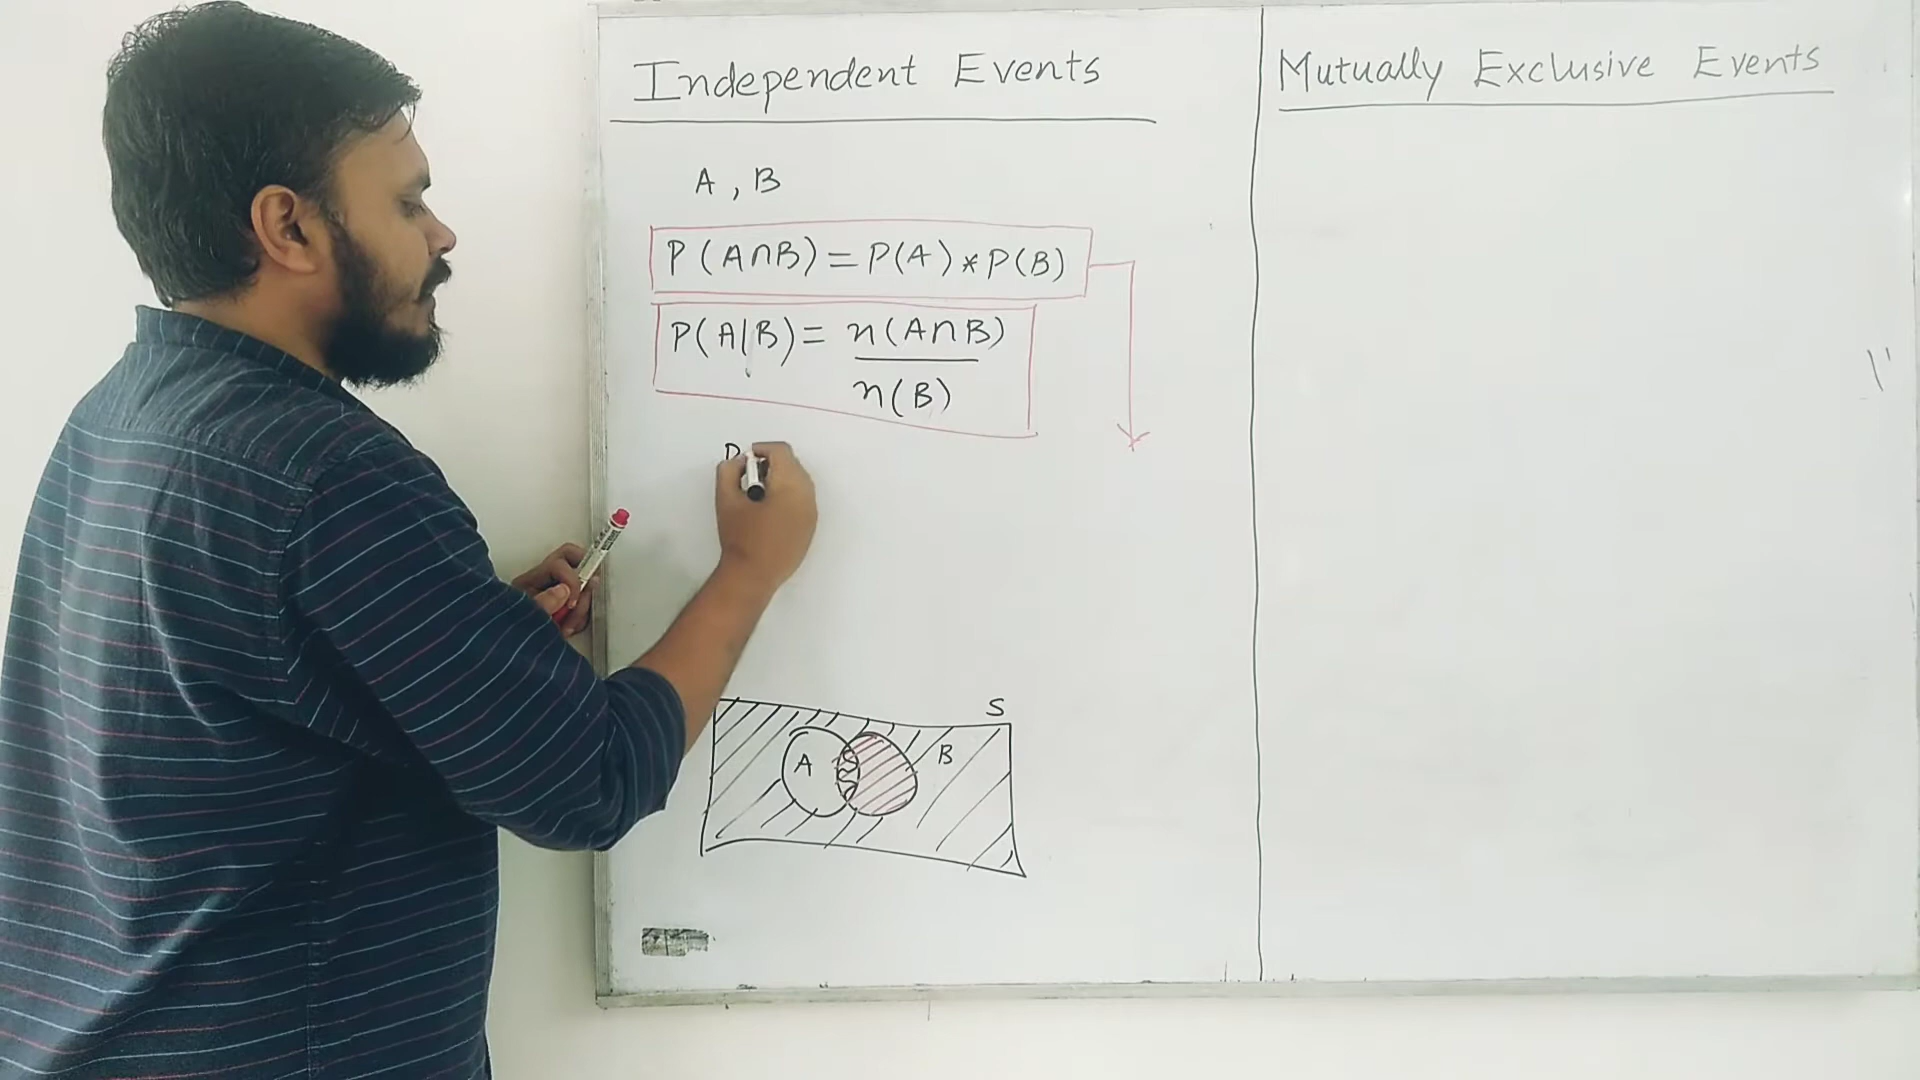 Independent Events
A , B
P(A∩B) = P(A) * P(B)
P(A|B) = n(A∩B)
n(B)
P
S
A
B
Mutually Exclusive Events